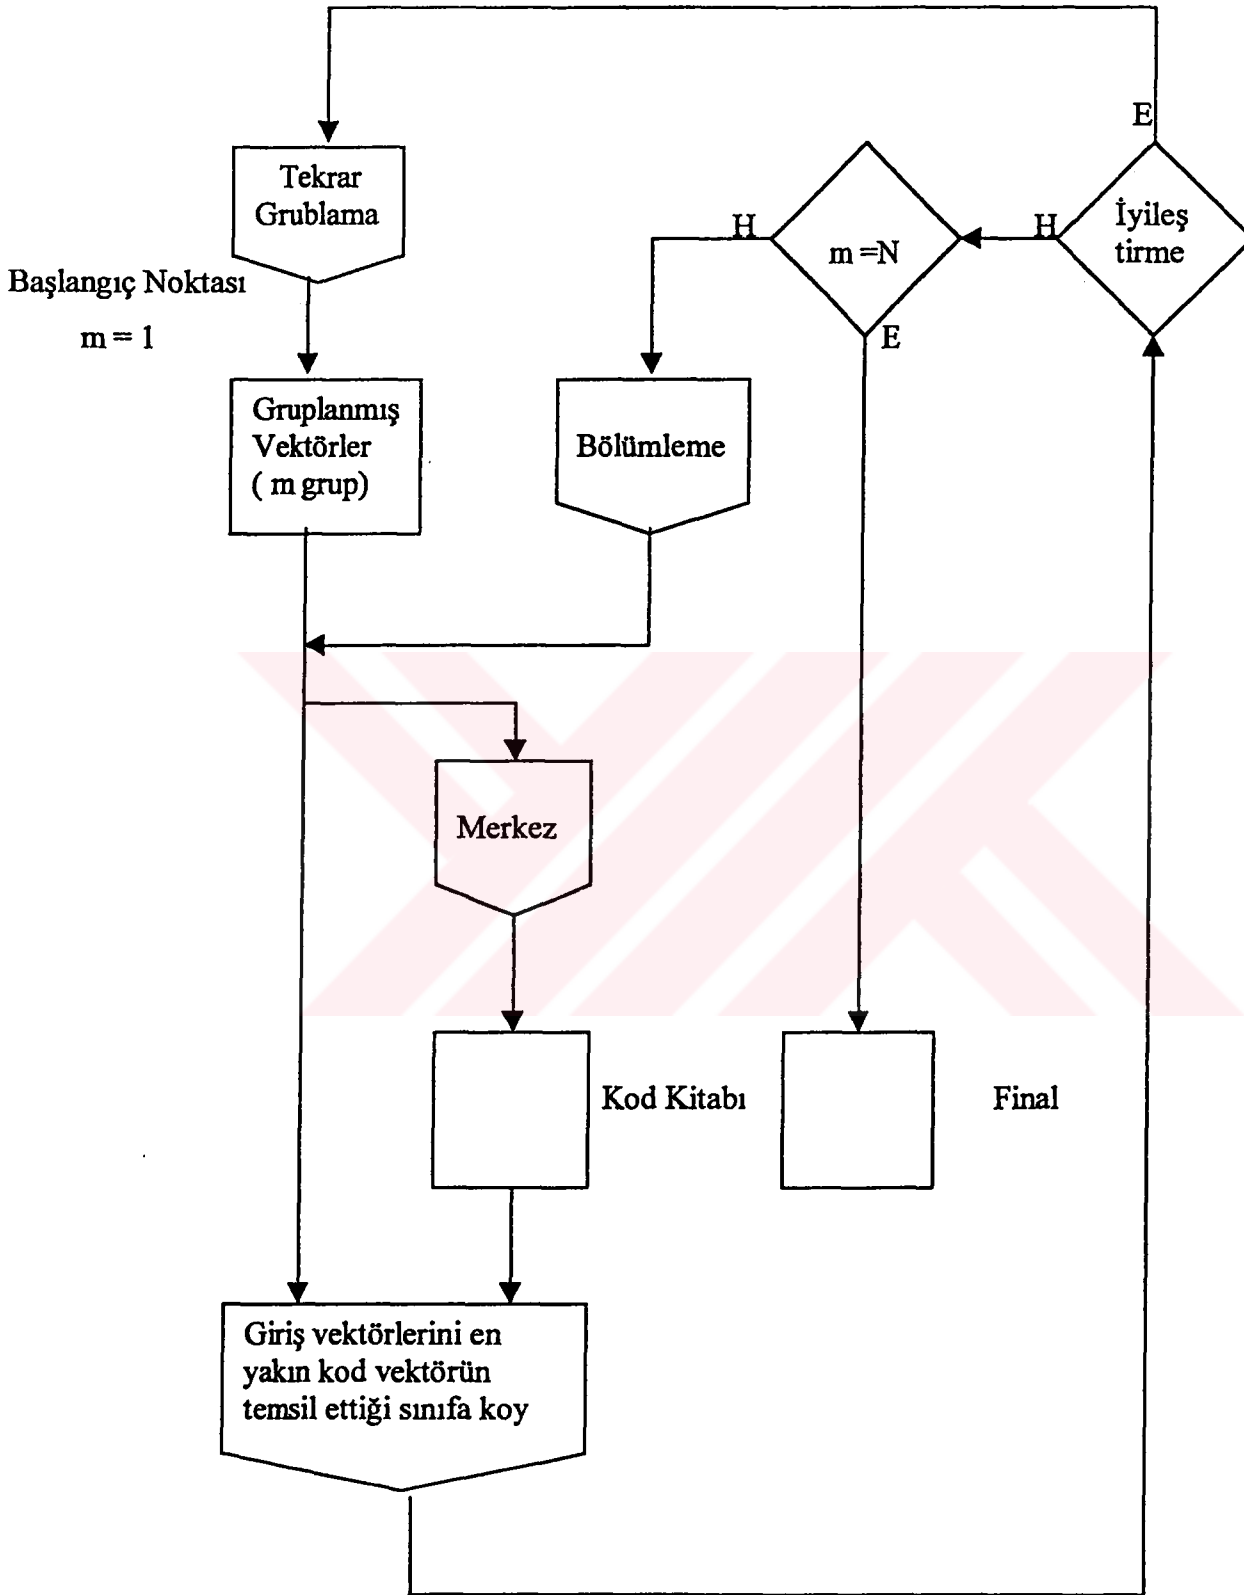 E
Tekrar
Grublama
H
H
İyileş
tirme
m =N
Başlangıç Noktası
m = 1
E
Gruplanmış
Vektörler
( m grup)
Bölümleme
Merkez
Kod Kitabı
Final
Giriş vektörlerini en
yakın kod vektörün
temsil ettiği sınıfa koy